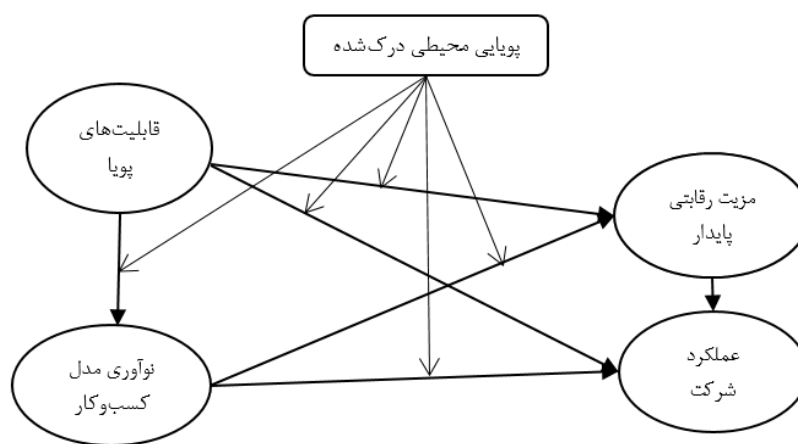 پویایی محیطی درک‌شده
قابلیت‌های
پویا
مزیت رقابتی
پایدار
نوآوری مدل
کسب‌وکار
عملکرد
شرکت